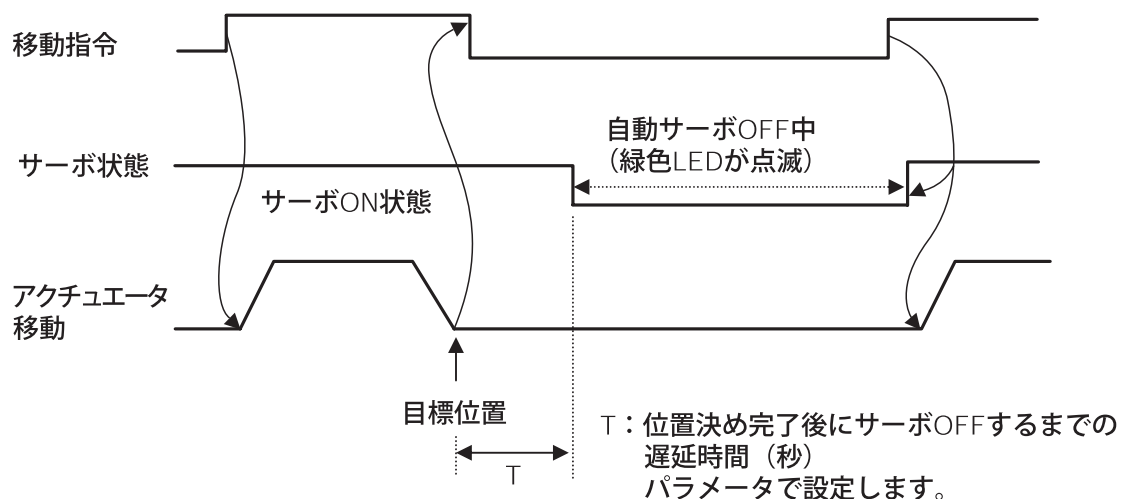 移動指令
自動サーボOFF中
（緑色LEDが点滅）
サーボ状態
サーボON状態
アクチュエータ
移動
目標位置
T
T：位置決め完了後にサーボOFFするまでの
遅延時間（秒）
パラメータで設定します。